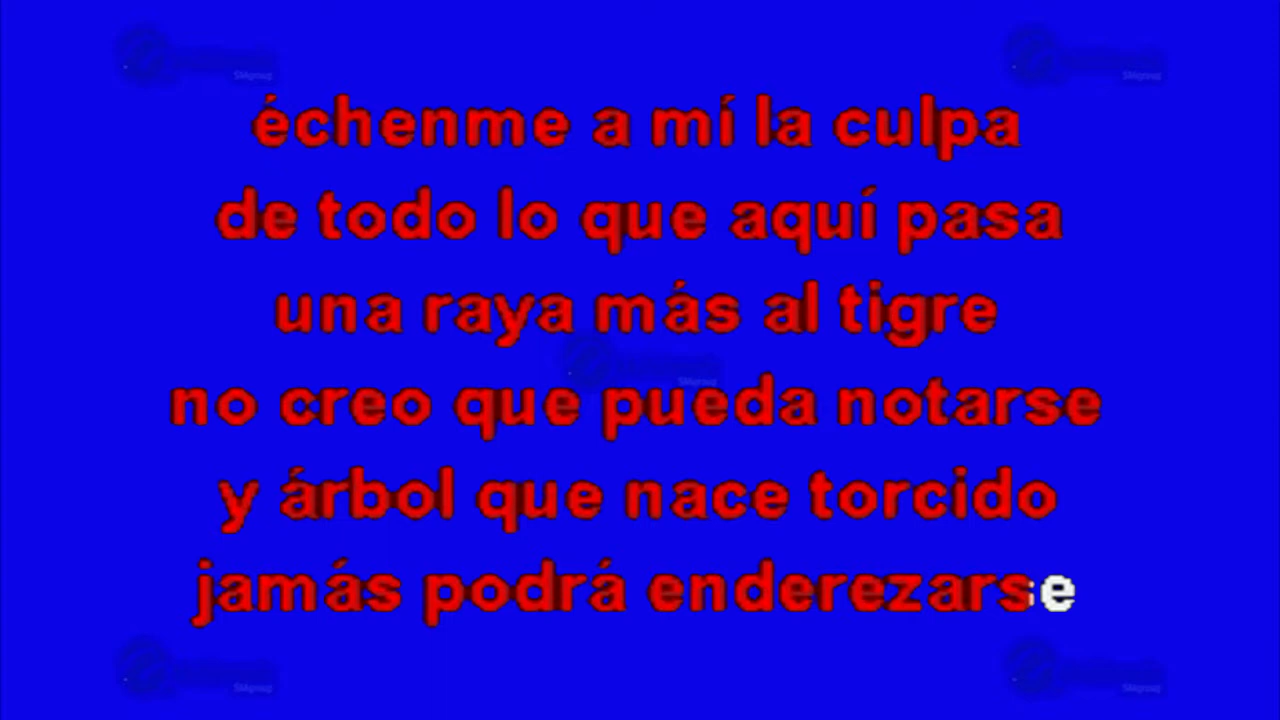 échenme a mí la culpa
de todo lo que aquí pasa
una raya más al tigre
no creo que pueda notarse
y árbol que nace torcido
jamás podrá enderezarse